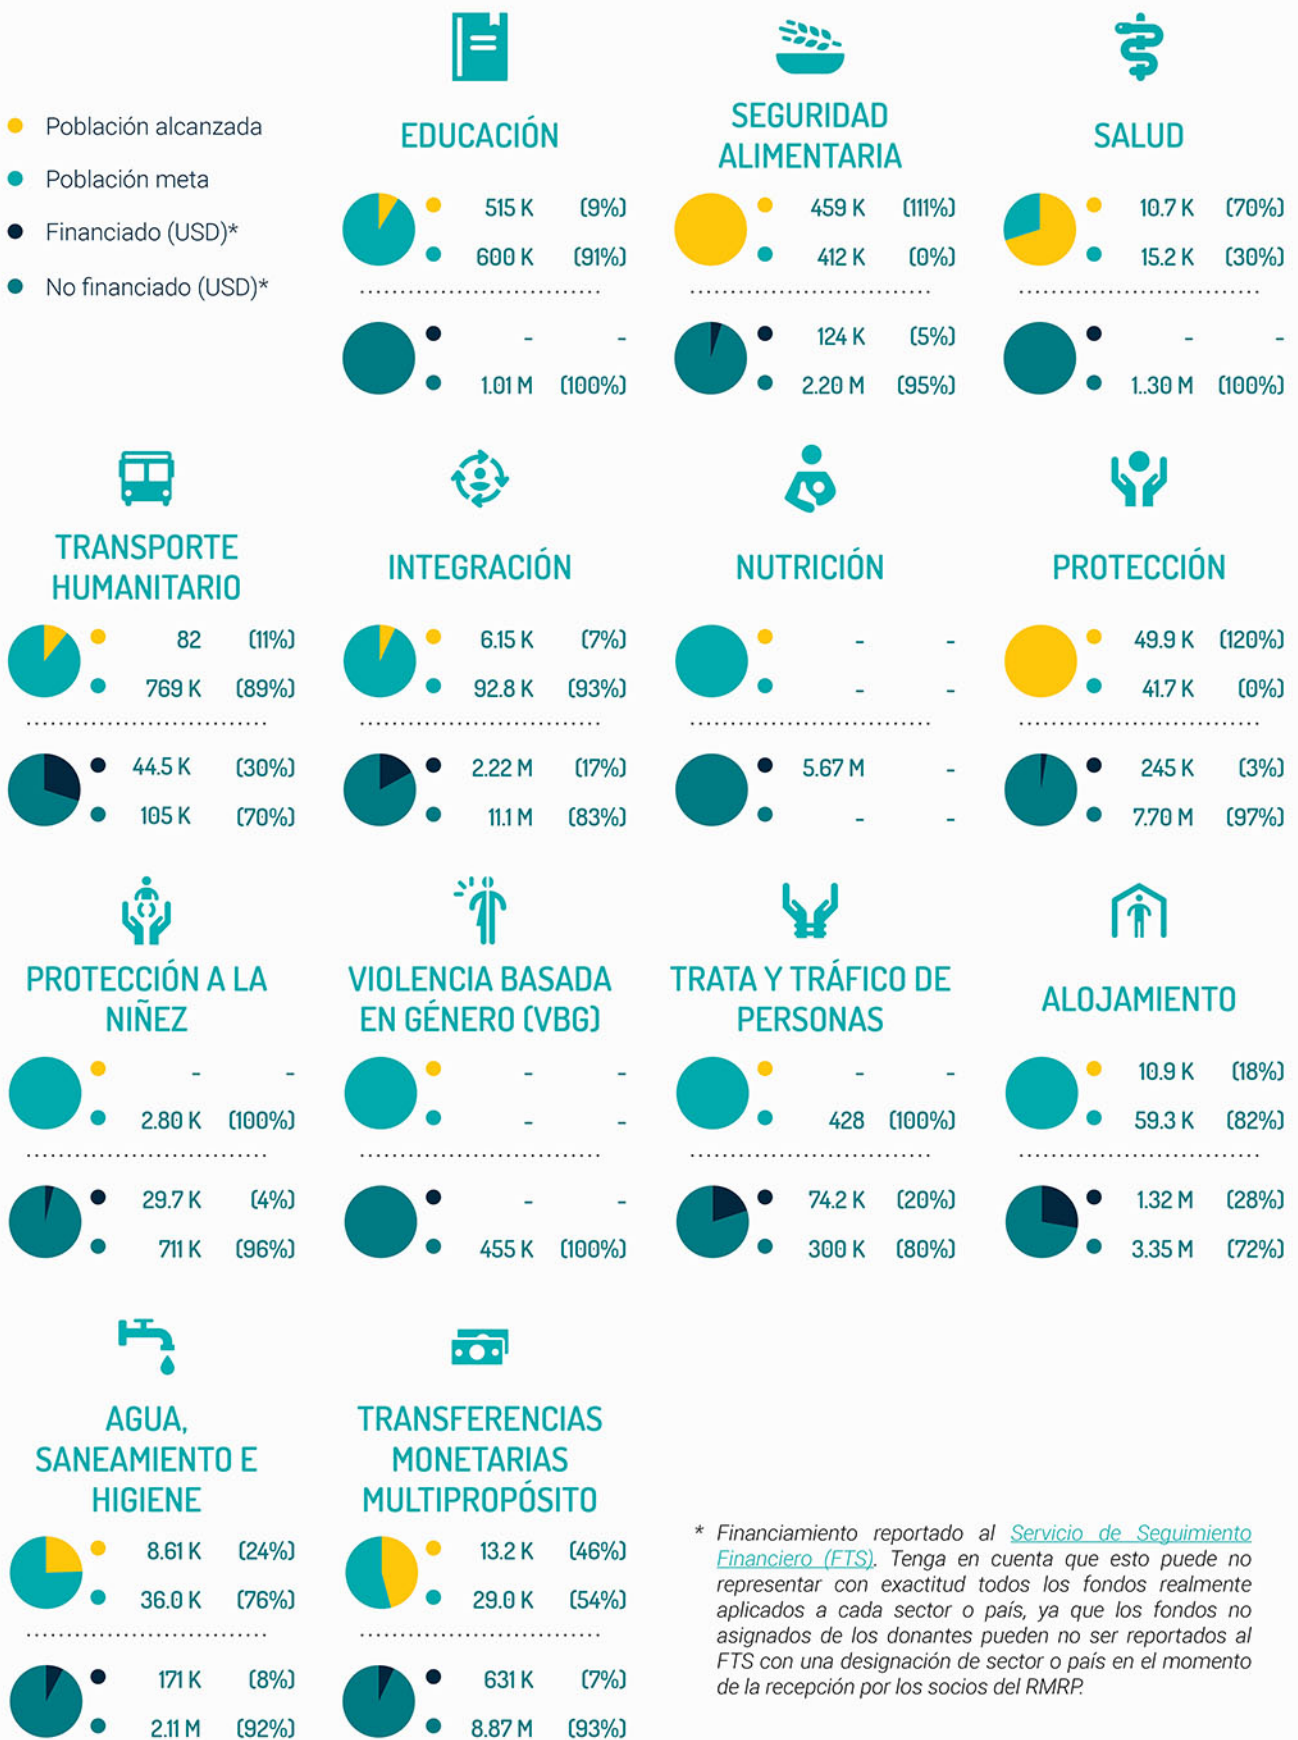 Población alcanzada
Población meta
Financiado (USD)*
No financiado (USD)*
EDUCACIÓN
515 K (9%)
600 K (91%)
- -
1.01 M (100%)
SEGURIDAD
ALIMENTARIA
459 K (111%)
412 K (0%)
124 K (5%)
2.20 M (95%)
SALUD
10.7 K (70%)
15.2 K (30%)
- -
1..30 M (100%)
TRANSPORTE
HUMANITARIO
82 (11%)
769 K (89%)
44.5 K (30%)
105 K (70%)
INTEGRACIÓN
6.15 K (7%)
92.8 K (93%)
2.22 M (17%)
11.1 M (83%)
NUTRICIÓN
- -
- -
5.67 M -
- -
PROTECCIÓN
49.9 K (120%)
41.7 K (0%)
245 K (3%)
7.70 M (97%)
PROTECCIÓN A LA
NIÑEZ
- -
2.80 K (100%)
29.7 K (4%)
711 K (96%)
VIOLENCIA BASADA
EN GÉNERO (VBG)
- -
- -
- -
455 K (100%)
TRATA Y TRÁFICO DE
PERSONAS
- -
428 (100%)
74.2 K (20%)
300 K (80%)
ALOJAMIENTO
10.9 K (18%)
59.3 K (82%)
1.32 M (28%)
3.35 M (72%)
AGUA,
SANEAMIENTO E
HIGIENE
8.61 K (24%)
36.0 K (76%)
171 K (8%)
2.11 M (92%)
TRANSFERENCIAS
MONETARIAS
MULTIPROPÓSITO
13.2 K (46%)
29.0 K (54%)
631 K (7%)
8.87 M (93%)
* Financiamiento reportado al Servicio de Seguimiento
Financiero (FTS). Tenga en cuenta que esto puede no
representar con exactitud todos los fondos realmente
aplicados a cada sector o país, ya que los fondos no
asignados de los donantes pueden no ser reportados al
FTS con una designación de sector o país en el momento
de la recepción por los socios del RMRP.